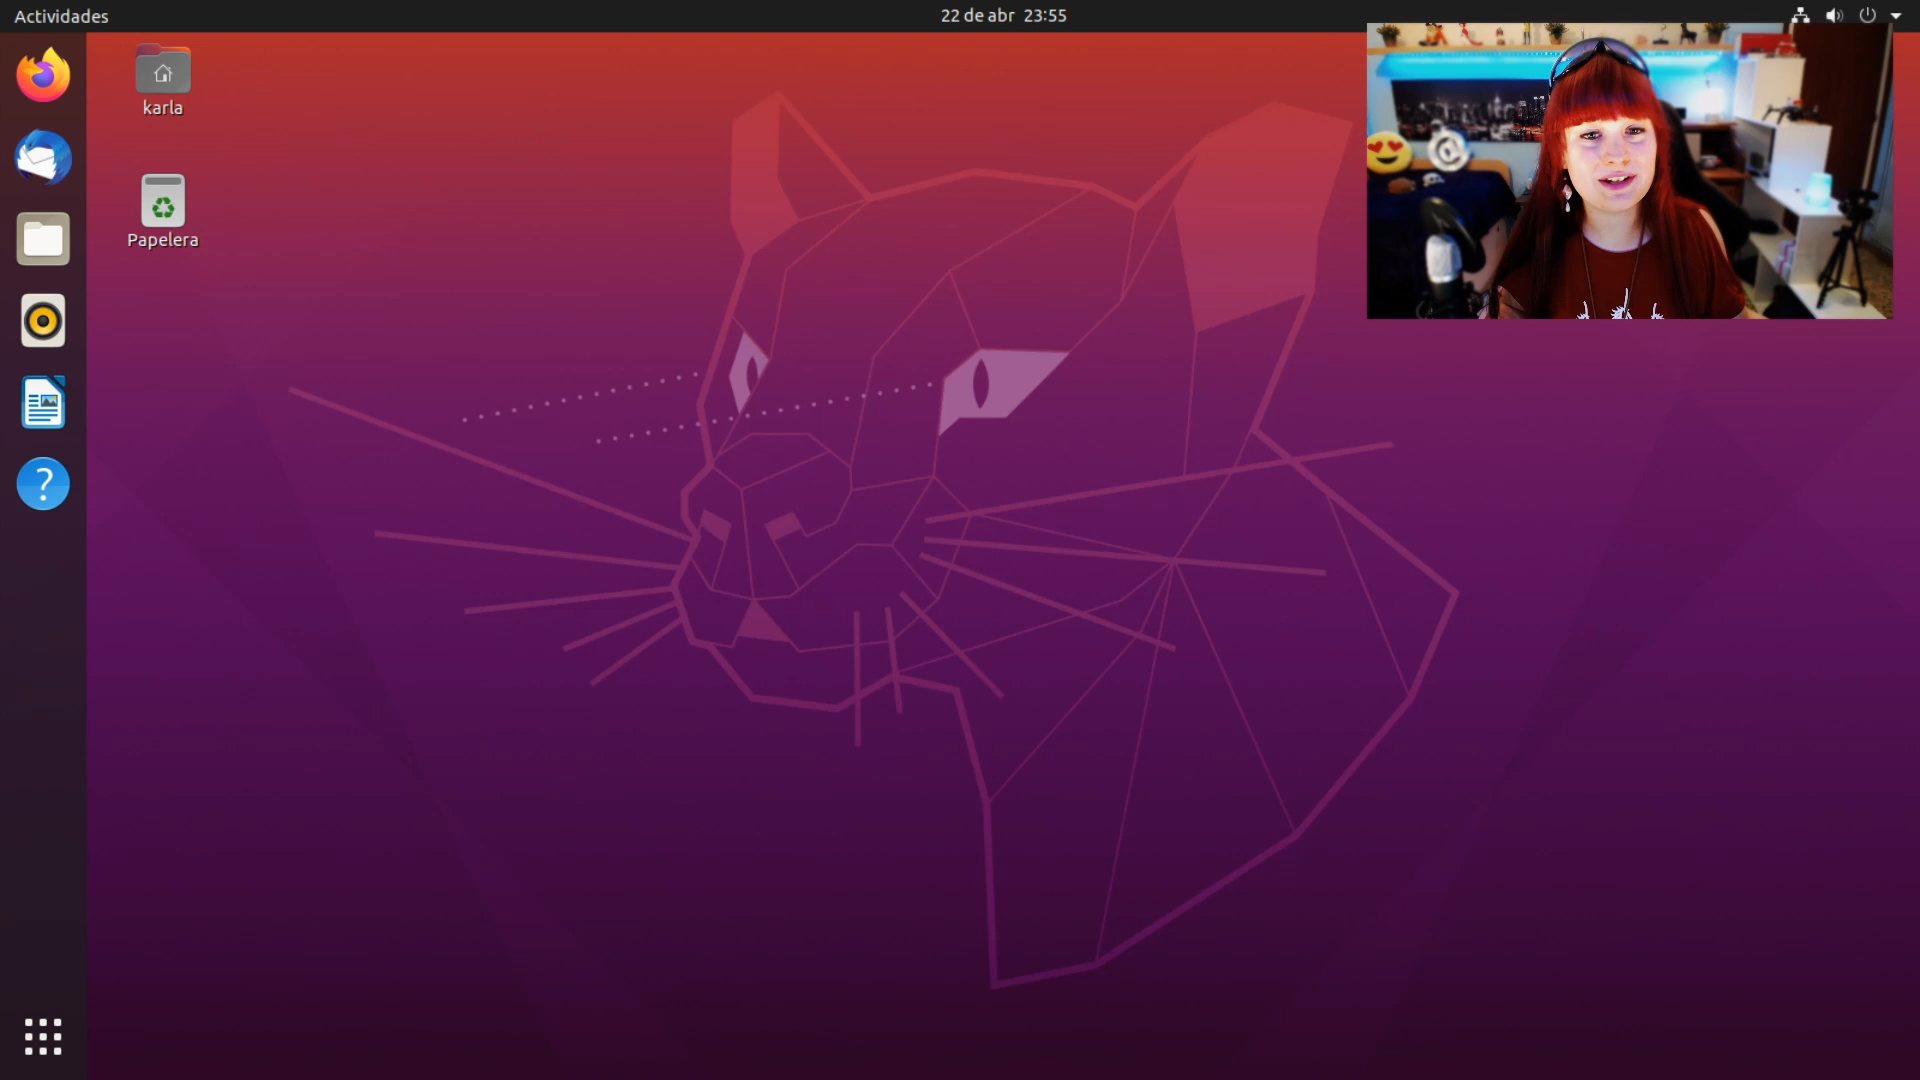 Actividades
22 de abr 23:55
karla
Papelera
?
@